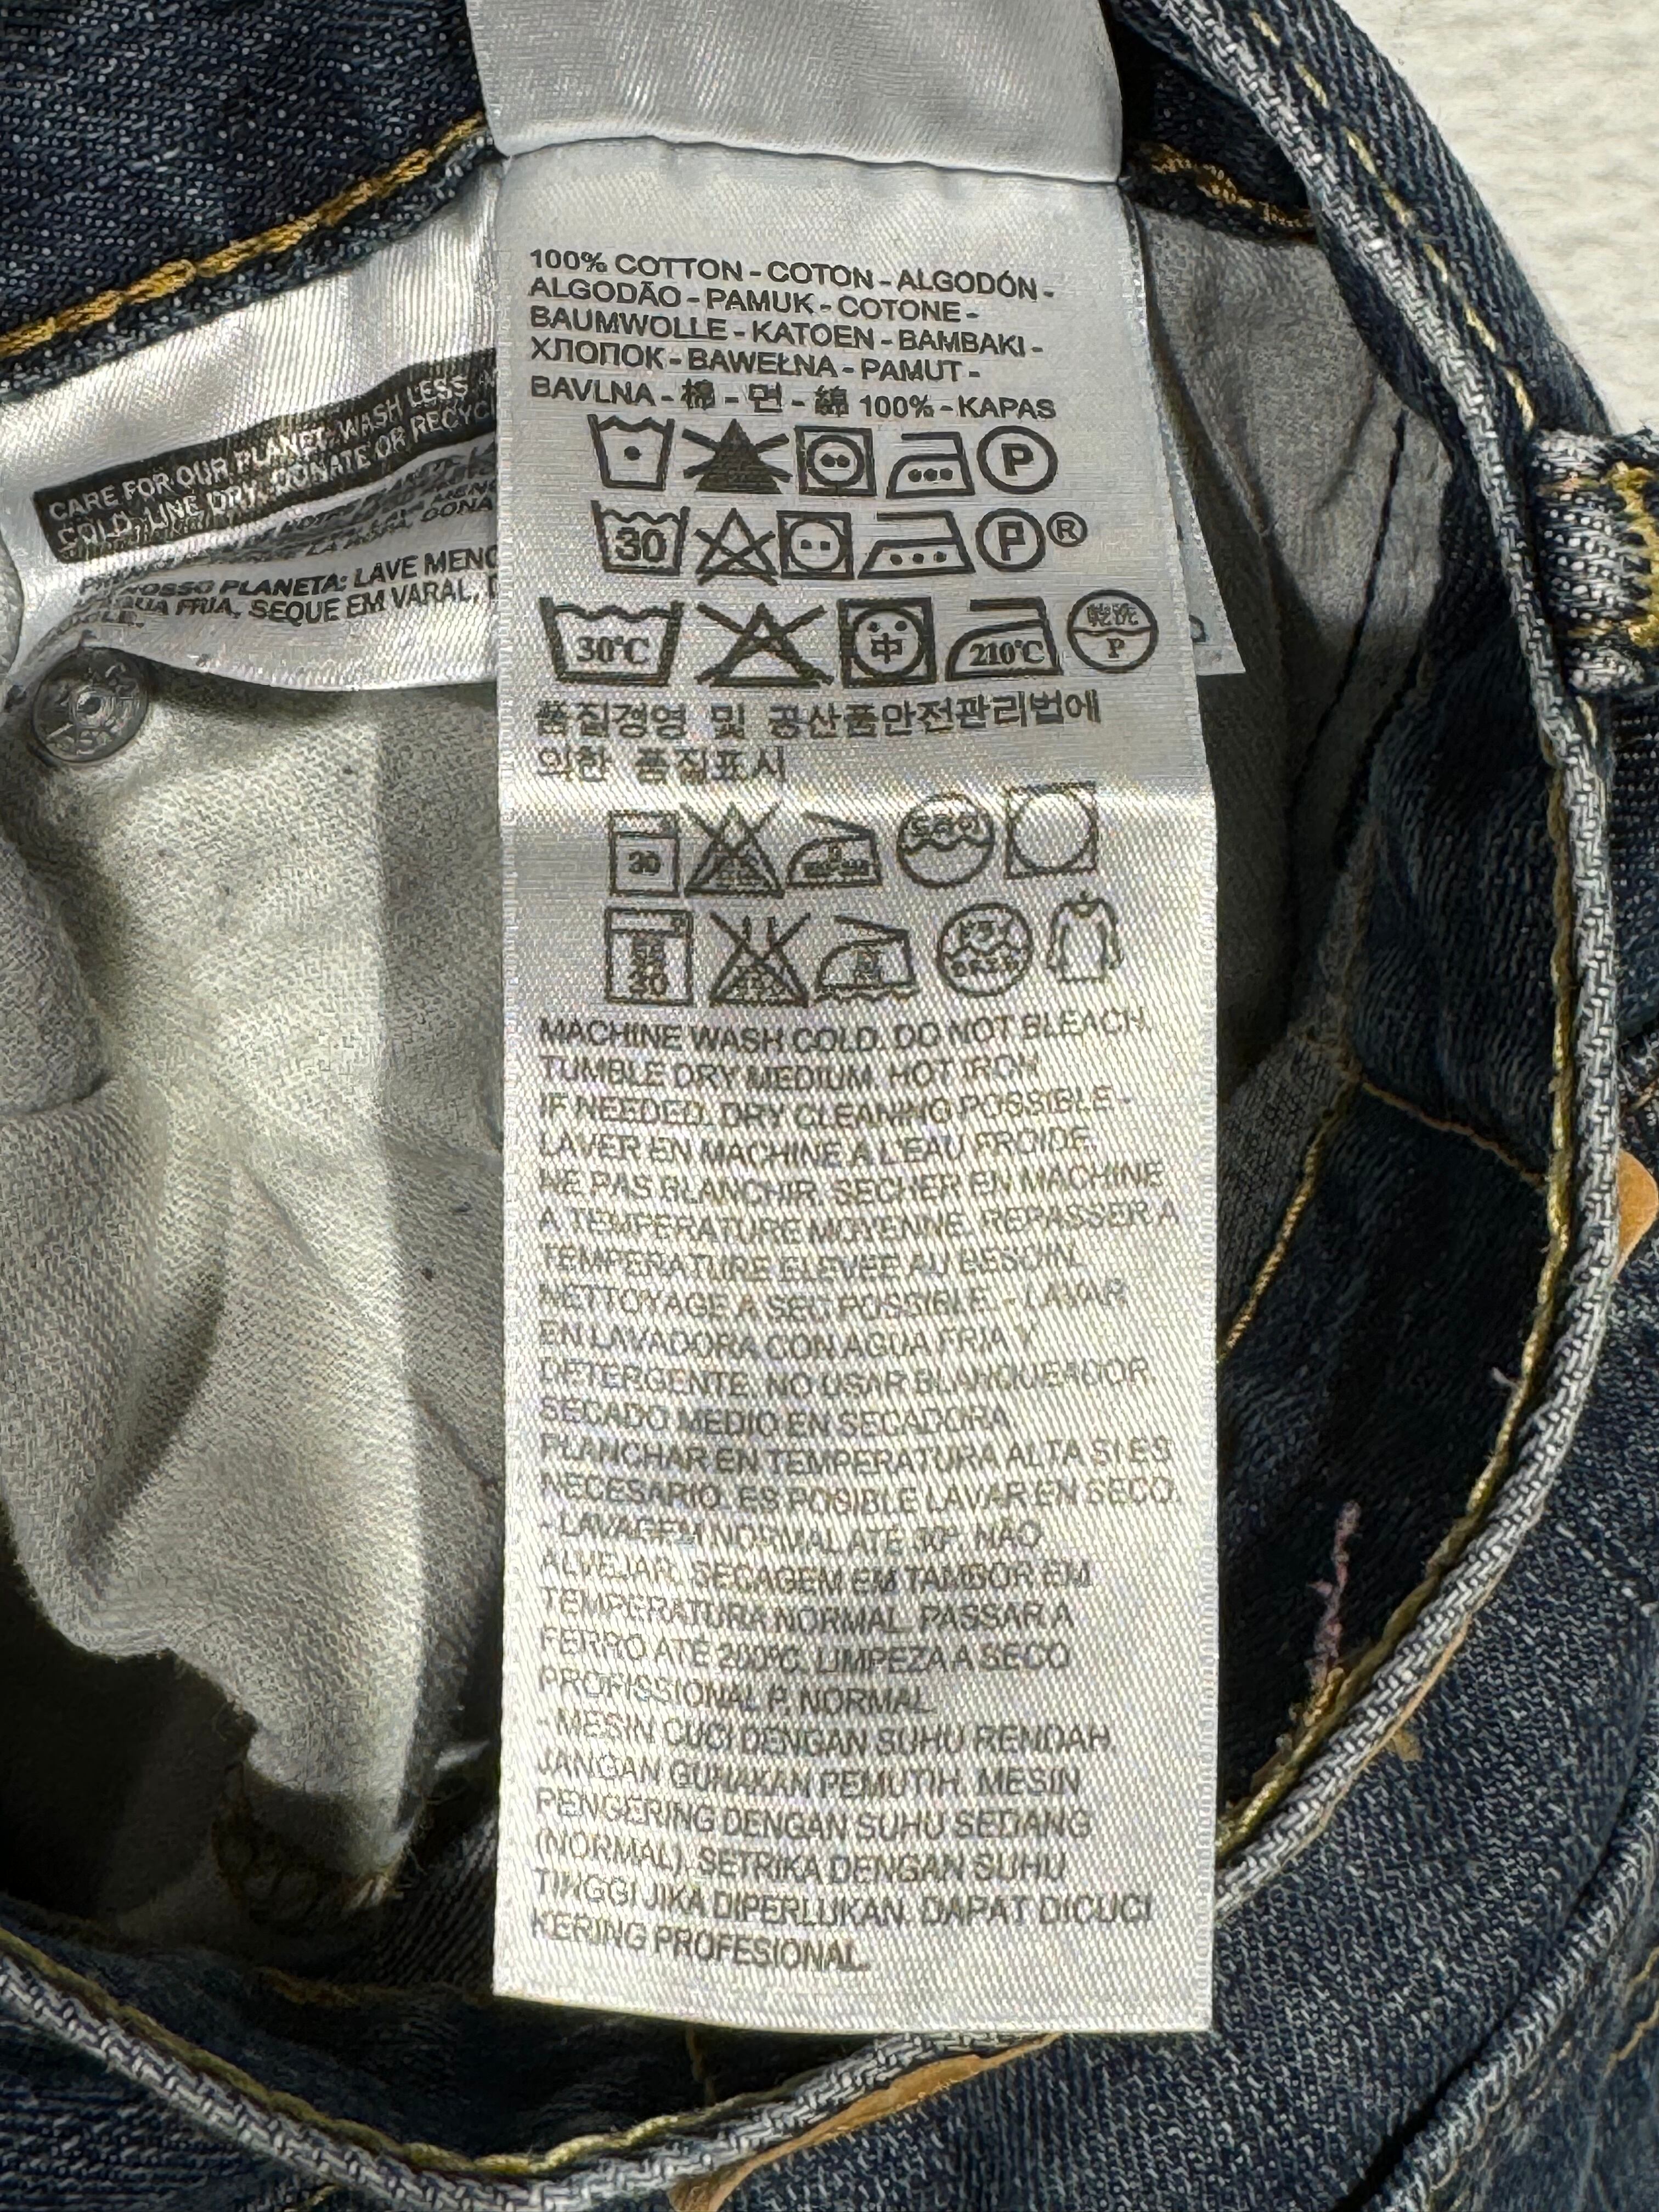 100% COTTON - COTON - ALGODÓN -
ALGODÃO - PAMUK - COTONE -
BAUMWOLLE - KATOEN - BAMBAKI -
ХЛОПОК - BAWEŁNA - PAMUT -
BAVLNA - 棉 - 면 - 綿 100% - KAPAS
P
30 P ®
30°C 中 210°C 乾洗 P
품질경영 및 공산품안전관리법에
의한 품질표시
30
30
MACHINE WASH COLD. DO NOT BLEACH.
TUMBLE DRY MEDIUM. HOT IRON
IF NEEDED. DRY CLEANING POSSIBLE -
LAVER EN MACHINE A L'EAU FROIDE.
NE PAS BLANCHIR. SECHER EN MACHINE
A TEMPERATURE MOYENNE. REPASSER A
TEMPERATURE ELEVEE AU BESOIN.
NETTOYAGE A SEC POSSIBLE. - LAVAR
EN LAVADORA CON AGUA FRIA Y
DETERGENTE. NO USAR BLANQUEADOR.
SECADO MEDIO EN SECADORA.
PLANCHAR EN TEMPERATURA ALTA SI ES
NECESARIO. ES POSIBLE LAVAR EN SECO.
- LAVAGEM NORMAL ATÉ 30º. NÃO
ALVEJAR. SECAGEM EM TAMBOR EM
TEMPERATURA NORMAL. PASSAR A
FERRO ATÉ 200ºC. LIMPEZA A SECO
PROFISSIONAL P, NORMAL.
- MESIN CUCI DENGAN SUHU RENDAH.
JANGAN GUNAKAN PEMUTIH. MESIN
PENGERING DENGAN SUHU SEDANG
(NORMAL). SETRIKA DENGAN SUHU
TINGGI JIKA DIPERLUKAN. DAPAT DICUCI
KERING PROFESIONAL.
CARE FOR OUR PLANET: WASH LESS
COLD, LINE DRY, DONATE OR RECYC
NOSSO PLANETA: LAVE MENO
FRIA, SEQUE EM VARAL,